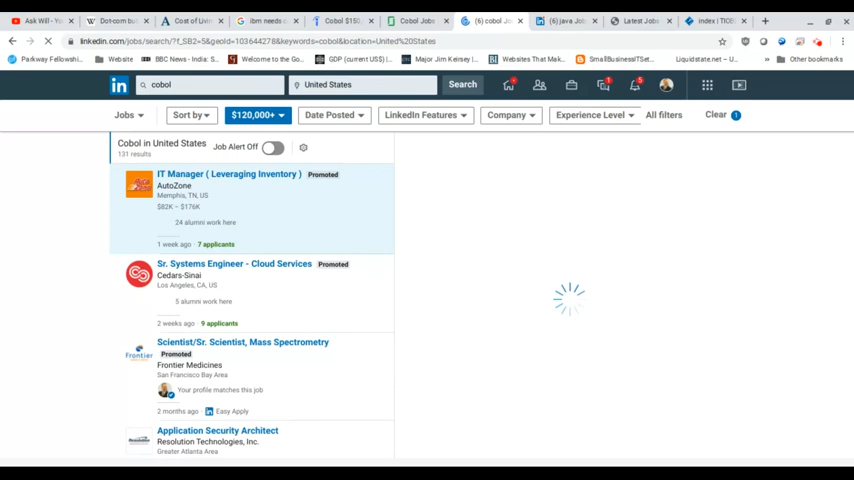 Ask Will - Yo
Dot-com bu
Cost of Livin
ibm needs c
Cobol $150,
Cobol Jobs
(6) cobol Jo
(6) java Job
Latest Jobs
index | TIOB
linkedin.com/jobs/search/?f_SB2=5&geoId=103644278&keywords=cobol&location=United%20States
Parkway Fellowshi...
Website
BBC News - India, S...
Welcome to the Go...
GDP (current US$) |...
Major Jim Keisey |...
Websites That Mak...
SmallBusinessITSet...
Liquidstate.net – U...
Other bookmarks
in
cobol
United States
Search
1
5
Jobs
Sort by
$120,000+
Date Posted
LinkedIn Features
Company
Experience Level
All filters
Clear 1
Cobol in United States
131 results
Job Alert Off
IT Manager ( Leveraging Inventory ) Promoted
AutoZone
Memphis, TN, US
$82K – $176K
24 alumni work here
1 week ago · 7 applicants
Sr. Systems Engineer - Cloud Services Promoted
Cedars-Sinai
Los Angeles, CA, US
5 alumni work here
2 weeks ago · 9 applicants
Scientist/Sr. Scientist, Mass Spectrometry
Promoted
Frontier Medicines
San Francisco Bay Area
Your profile matches this job
2 months ago · in Easy Apply
Application Security Architect
Resolution Technologies, Inc.
Greater Atlanta Area